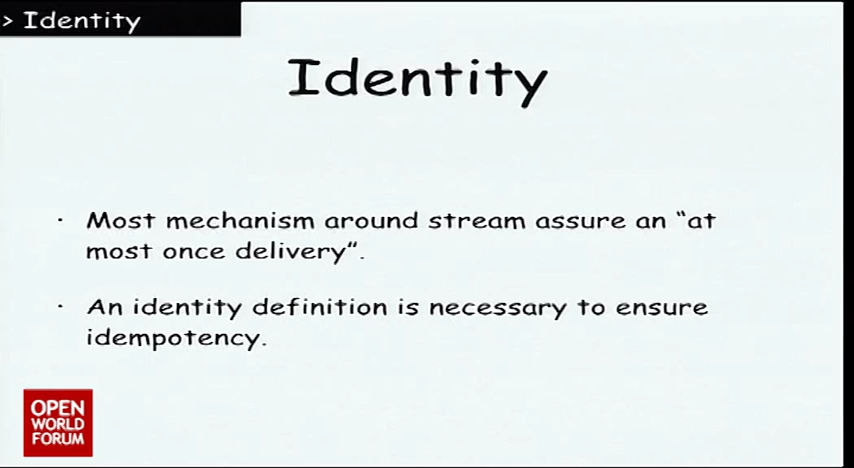 > Identity
Identity
· Most mechanism around stream assure an “at
most once delivery”.
· An identity definition is necessary to ensure
idempotency.
OPEN
WORLD
FORUM